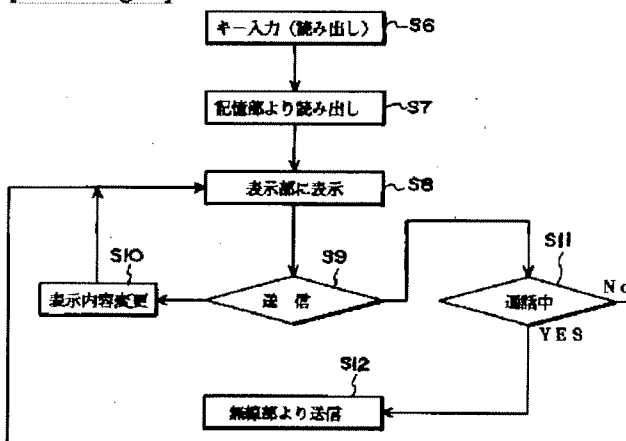 キー入力(読み出し)
S6
記憶部より読み出し
S7
表示部に表示
S8
S10
表示内容変更
S9
送 信
S11
通話中
No
YES
S12
無線部より送信